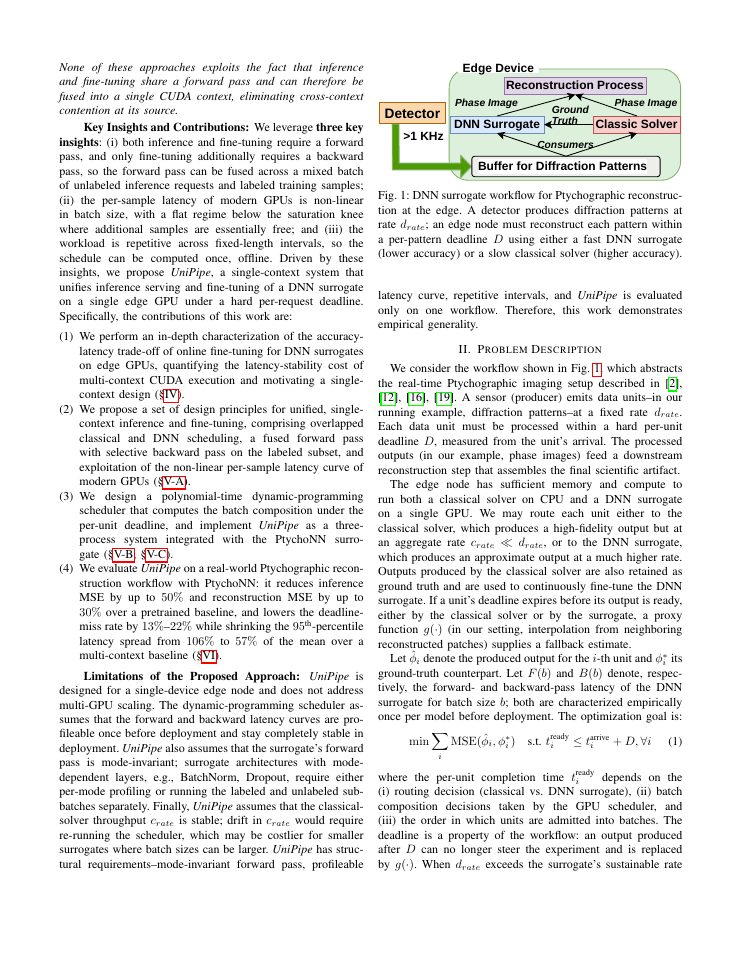 None of these approaches exploits the fact that inference
and fine-tuning share a forward pass and can therefore be
fused into a single CUDA context, eliminating cross-context
contention at its source.
Key Insights and Contributions: We leverage three key
insights: (i) both inference and fine-tuning require a forward
pass, and only fine-tuning additionally requires a backward
pass, so the forward pass can be fused across a mixed batch
of unlabeled inference requests and labeled training samples;
(ii) the per-sample latency of modern GPUs is non-linear
in batch size, with a flat regime below the saturation knee
where additional samples are essentially free; and (iii) the
workload is repetitive across fixed-length intervals, so the
schedule can be computed once, offline. Driven by these
insights, we propose UniPipe, a single-context system that
unifies inference serving and fine-tuning of a DNN surrogate
on a single edge GPU under a hard per-request deadline.
Specifically, the contributions of this work are:
(1) We perform an in-depth characterization of the accuracy-
latency trade-off of online fine-tuning for DNN surrogates
on edge GPUs, quantifying the latency-stability cost of
multi-context CUDA execution and motivating a single-
context design (§IV).
(2) We propose a set of design principles for unified, single-
context inference and fine-tuning, comprising overlapped
classical and DNN scheduling, a fused forward pass
with selective backward pass on the labeled subset, and
exploitation of the non-linear per-sample latency curve of
modern GPUs (§V-A).
(3) We design a polynomial-time dynamic-programming
scheduler that computes the batch composition under the
per-unit deadline, and implement UniPipe as a three-
process system integrated with the PtychoNN surro-
gate (§V-B, §V-C).
(4) We evaluate UniPipe on a real-world Ptychographic recon-
struction workflow with PtychoNN: it reduces inference
MSE by up to 50% and reconstruction MSE by up to
30% over a pretrained baseline, and lowers the deadline-
miss rate by 13%–22% while shrinking the 95th-percentile
latency spread from 106% to 57% of the mean over a
multi-context baseline (§VI).
Limitations of the Proposed Approach: UniPipe is
designed for a single-device edge node and does not address
multi-GPU scaling. The dynamic-programming scheduler as-
sumes that the forward and backward latency curves are pro-
fileable once before deployment and stay completely stable in
deployment. UniPipe also assumes that the surrogate's forward
pass is mode-invariant; surrogate architectures with mode-
dependent layers, e.g., BatchNorm, Dropout, require either
per-mode profiling or running the labeled and unlabeled sub-
batches separately. Finally, UniPipe assumes that the classical-
solver throughput c_rate is stable; drift in c_rate would require
re-running the scheduler, which may be costlier for smaller
surrogates where batch sizes can be larger. UniPipe has struc-
tural requirements–mode-invariant forward pass, profileable
Edge Device
Reconstruction Process
Phase Image
Phase Image
Detector
Ground
Truth
DNN Surrogate
Classic Solver
>1 KHz
Consumers
Buffer for Diffraction Patterns
Fig. 1: DNN surrogate workflow for Ptychographic reconstruc-
tion at the edge. A detector produces diffraction patterns at
rate d_rate; an edge node must reconstruct each pattern within
a per-pattern deadline D using either a fast DNN surrogate
(lower accuracy) or a slow classical solver (higher accuracy).
latency curve, repetitive intervals, and UniPipe is evaluated
only on one workflow. Therefore, this work demonstrates
empirical generality.
II. PROBLEM DESCRIPTION
We consider the workflow shown in Fig. 1, which abstracts
the real-time Ptychographic imaging setup described in [2],
[12], [16], [19]. A sensor (producer) emits data units–in our
running example, diffraction patterns–at a fixed rate d_rate.
Each data unit must be processed within a hard per-unit
deadline D, measured from the unit's arrival. The processed
outputs (in our example, phase images) feed a downstream
reconstruction step that assembles the final scientific artifact.
The edge node has sufficient memory and compute to
run both a classical solver on CPU and a DNN surrogate
on a single GPU. We may route each unit either to the
classical solver, which produces a high-fidelity output but at
an aggregate rate c_rate ≪ d_rate, or to the DNN surrogate,
which produces an approximate output at a much higher rate.
Outputs produced by the classical solver are also retained as
ground truth and are used to continuously fine-tune the DNN
surrogate. If a unit's deadline expires before its output is ready,
either by the classical solver or by the surrogate, a proxy
function g(·) (in our setting, interpolation from neighboring
reconstructed patches) supplies a fallback estimate.
Let ϕ̂_i denote the produced output for the i-th unit and ϕ*_i its
ground-truth counterpart. Let F(b) and B(b) denote, respec-
tively, the forward- and backward-pass latency of the DNN
surrogate for batch size b; both are characterized empirically
once per model before deployment. The optimization goal is:
min ∑_i MSE(ϕ̂_i, ϕ*_i) s.t. t_i^ready ≤ t_i^arrive + D, ∀i (1)
where the per-unit completion time t_i^ready depends on the
(i) routing decision (classical vs. DNN surrogate), (ii) batch
composition decisions taken by the GPU scheduler, and
(iii) the order in which units are admitted into batches. The
deadline is a property of the workflow: an output produced
after D can no longer steer the experiment and is replaced
by g(·). When d_rate exceeds the surrogate's sustainable rate